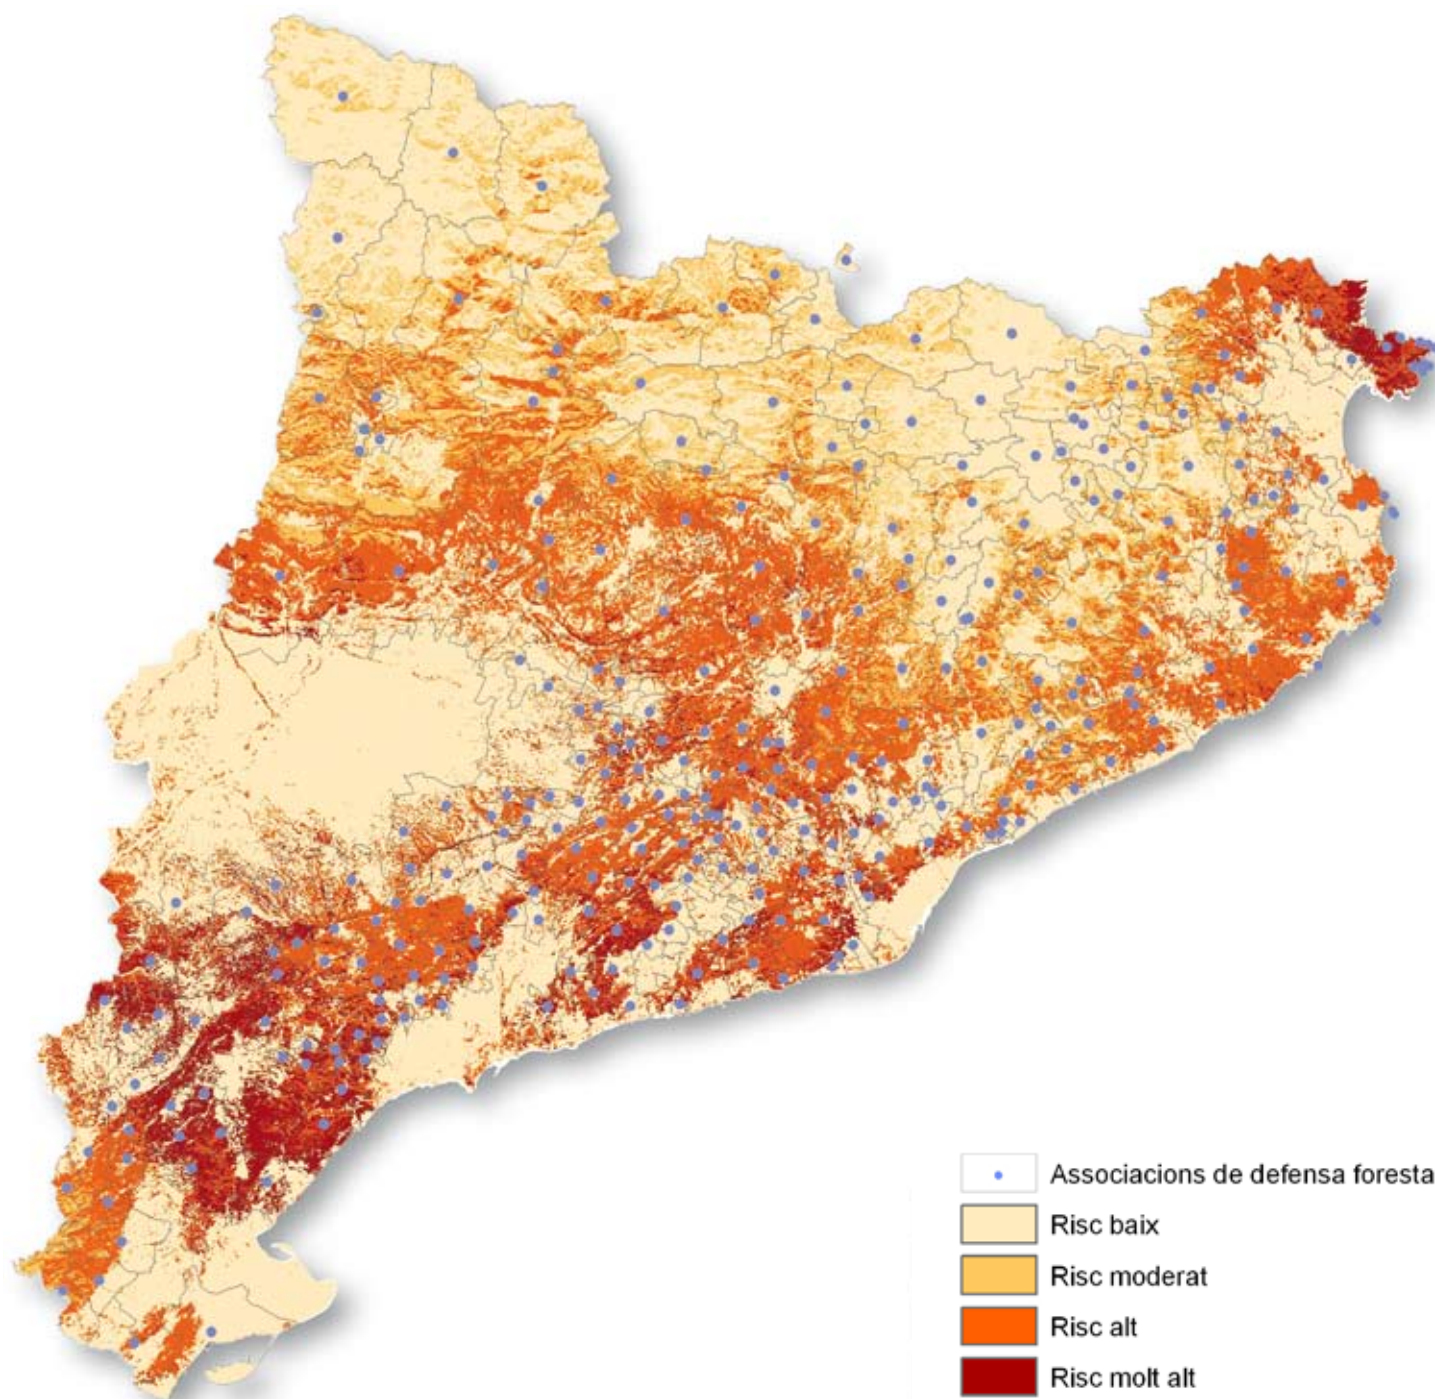 Associacions de defensa foresta
Risc baix
Risc moderat
Risc alt
Risc molt alt